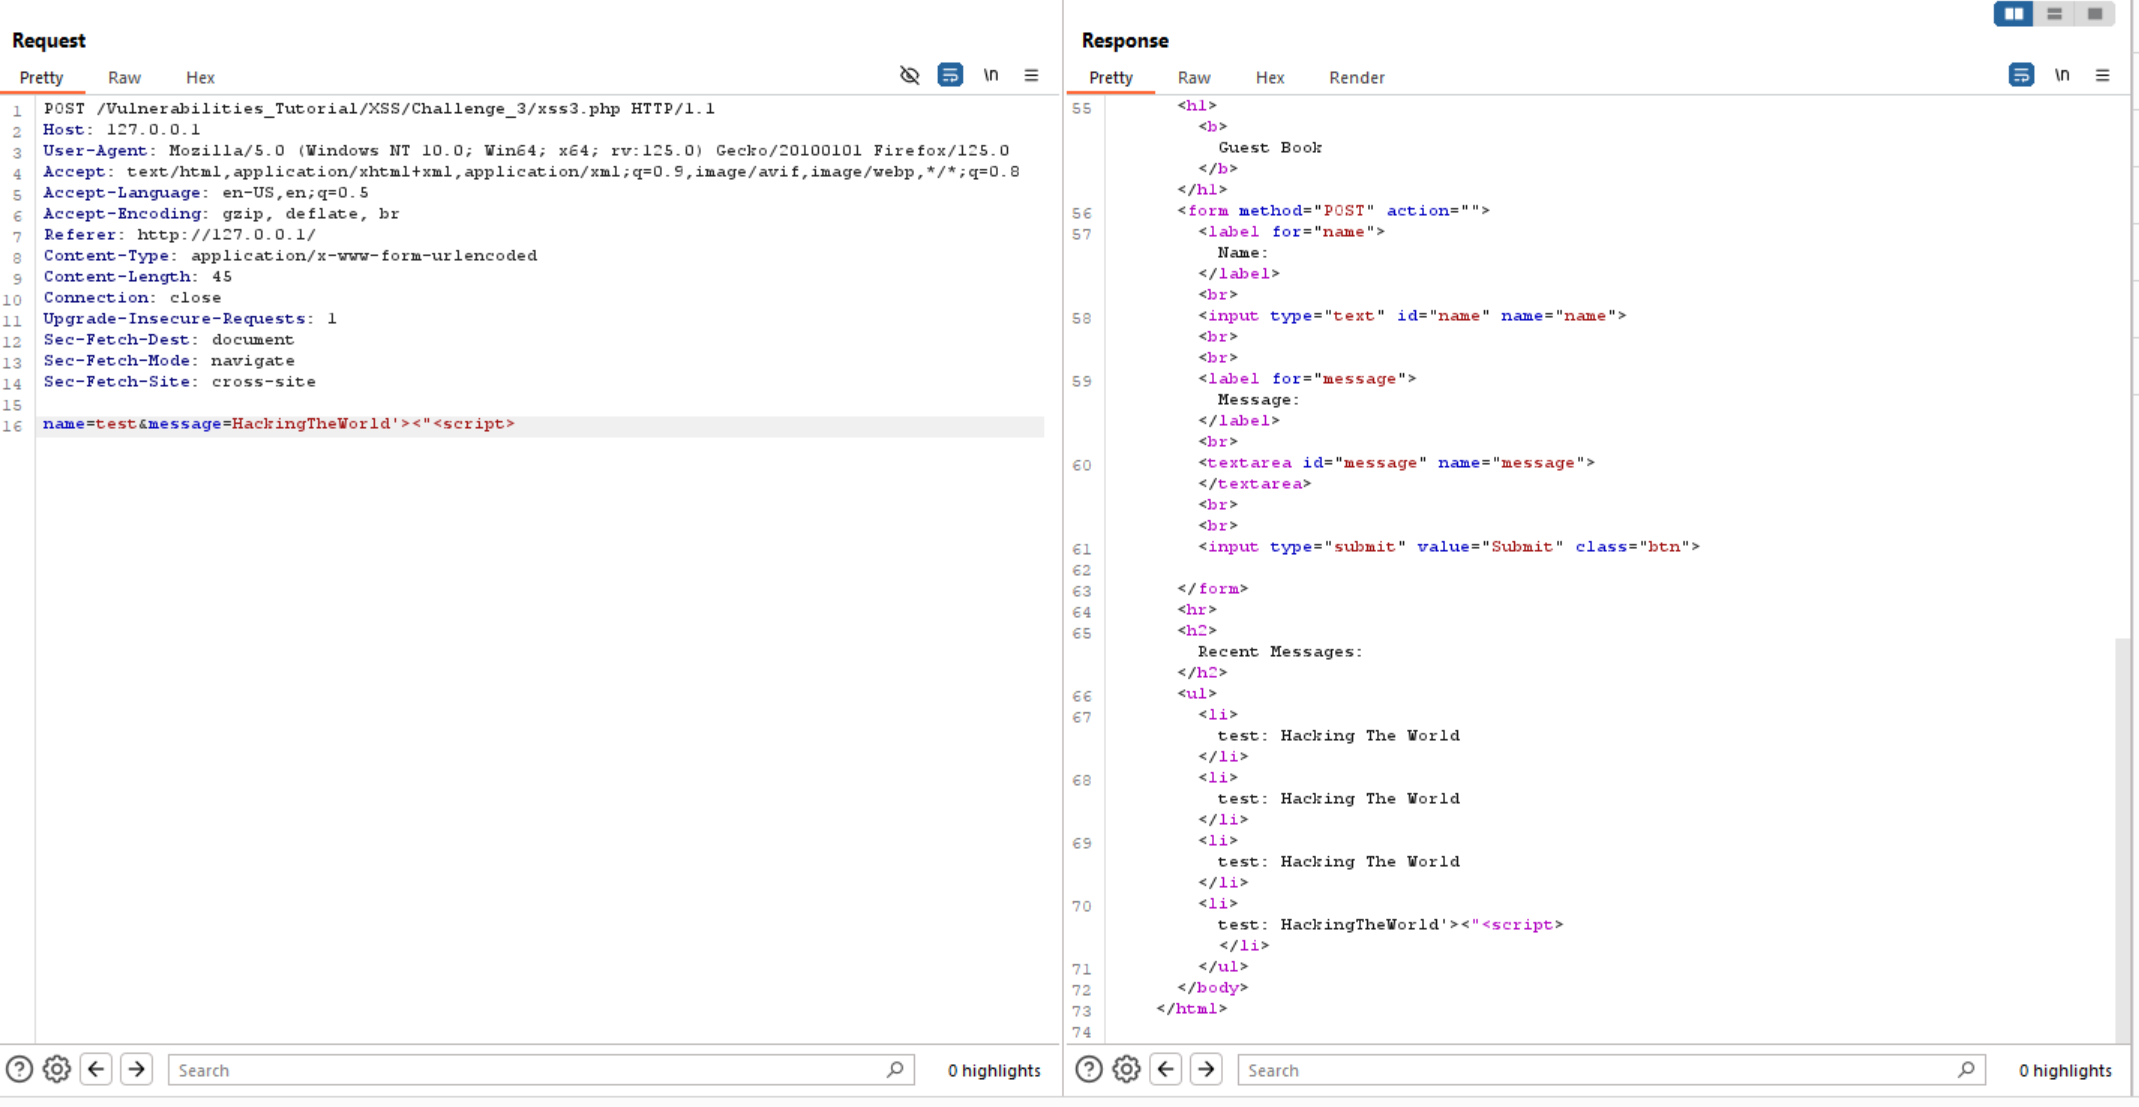 Request
Pretty Raw Hex \n
1 POST /Vulnerabilities_Tutorial/XSS/Challenge_3/xss3.php HTTP/1.1
2 Host: 127.0.0.1
3 User-Agent: Mozilla/5.0 (Windows NT 10.0; Win64; x64; rv:125.0) Gecko/20100101 Firefox/125.0
4 Accept: text/html,application/xhtml+xml,application/xml;q=0.9,image/avif,image/webp,*/*;q=0.8
5 Accept-Language: en-US,en;q=0.5
6 Accept-Encoding: gzip, deflate, br
7 Referer: http://127.0.0.1/
8 Content-Type: application/x-www-form-urlencoded
9 Content-Length: 45
10 Connection: close
11 Upgrade-Insecure-Requests: 1
12 Sec-Fetch-Dest: document
13 Sec-Fetch-Mode: navigate
14 Sec-Fetch-Site: cross-site
15
16 name=test&message=HackingTheWorld'><"<script>
Search 0 highlights
Response
Pretty Raw Hex Render \n
55 <h1>
<b>
Guest Book
</b>
</h1>
56 <form method="POST" action="">
57 <label for="name">
Name:
</label>
<br>
58 <input type="text" id="name" name="name">
<br>
<br>
59 <label for="message">
Message:
</label>
<br>
60 <textarea id="message" name="message">
</textarea>
<br>
<br>
61 <input type="submit" value="Submit" class="btn">
62
63 </form>
64 <hr>
65 <h2>
Recent Messages:
</h2>
66 <ul>
67 <li>
test: Hacking The World
</li>
68 <li>
test: Hacking The World
</li>
69 <li>
test: Hacking The World
</li>
70 <li>
test: HackingTheWorld'><"<script>
</li>
71 </ul>
72 </body>
73 </html>
74
Search 0 highlights